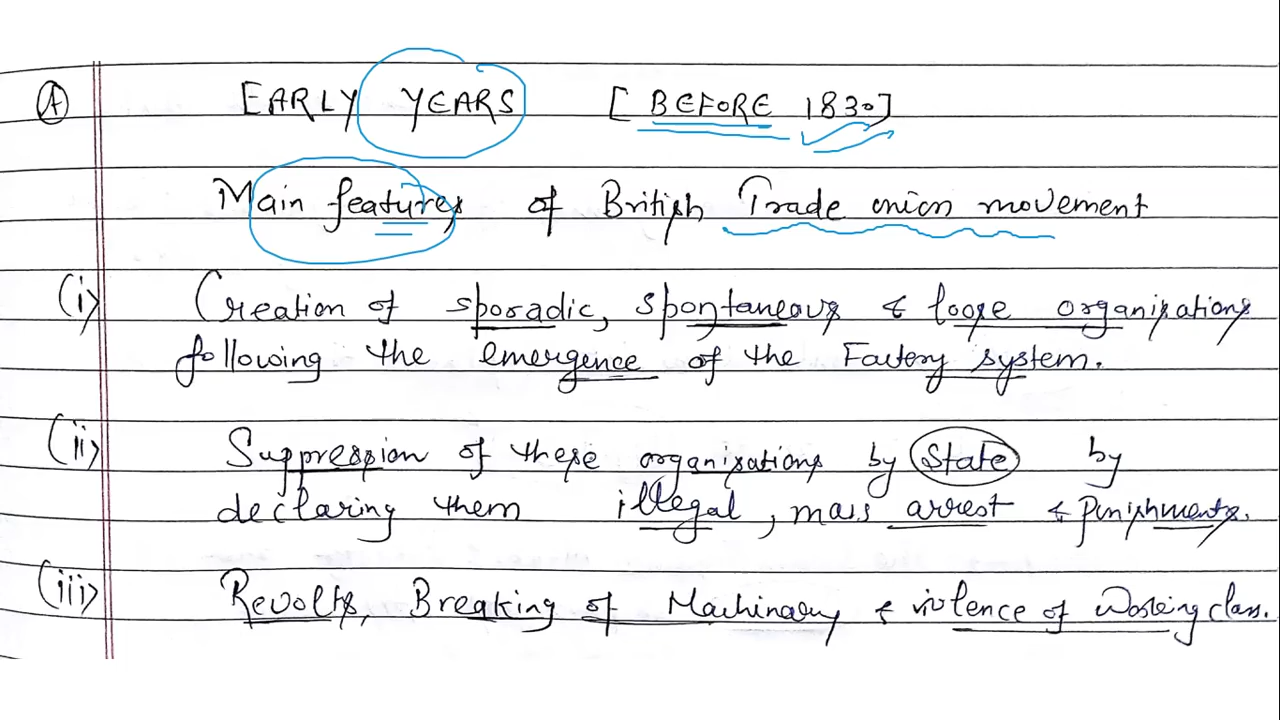 (A) EARLY YEARS [BEFORE 1830]
Main features of British Trade union movement
(i) Creation of sporadic, spontaneous & loose organisations
following the emergence of the Factory system.
(ii) Suppression of these organisations by State by
declaring them illegal, mass arrest & Punishments.
(iii) Revolts, Breaking of Machinary & violence of working class.